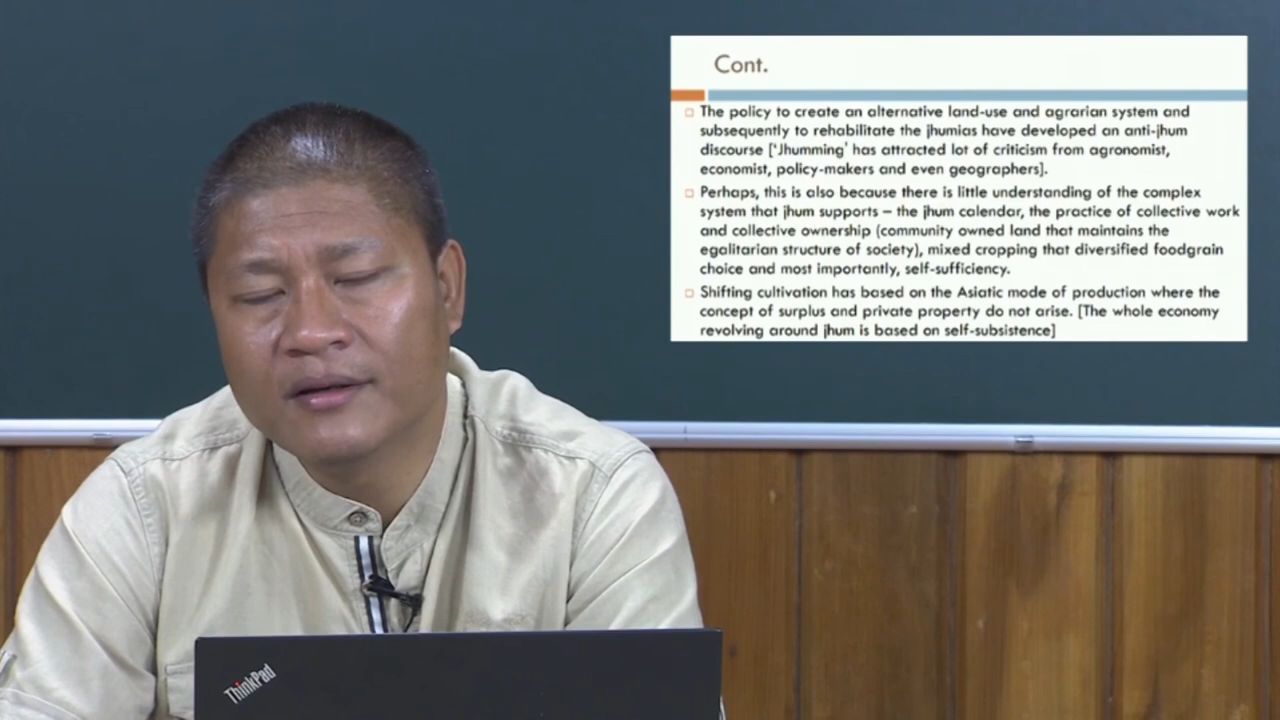 Cont.
The policy to create an alternative land-use and agrarian system and
subsequently to rehabilitate the jhumias have developed an anti-jhum
discourse ['Jhumming' has attracted lot of criticism from agronomist,
economist, policy-makers and even geographers].
Perhaps, this is also because there is little understanding of the complex
system that jhum supports – the jhum calendar, the practice of collective work
and collective ownership (community owned land that maintains the
egalitarian structure of society), mixed cropping that diversified foodgrain
choice and most importantly, self-sufficiency.
Shifting cultivation has based on the Asiatic mode of production where the
concept of surplus and private property do not arise. [The whole economy
revolving around jhum is based on self-subsistence]
ThinkPad